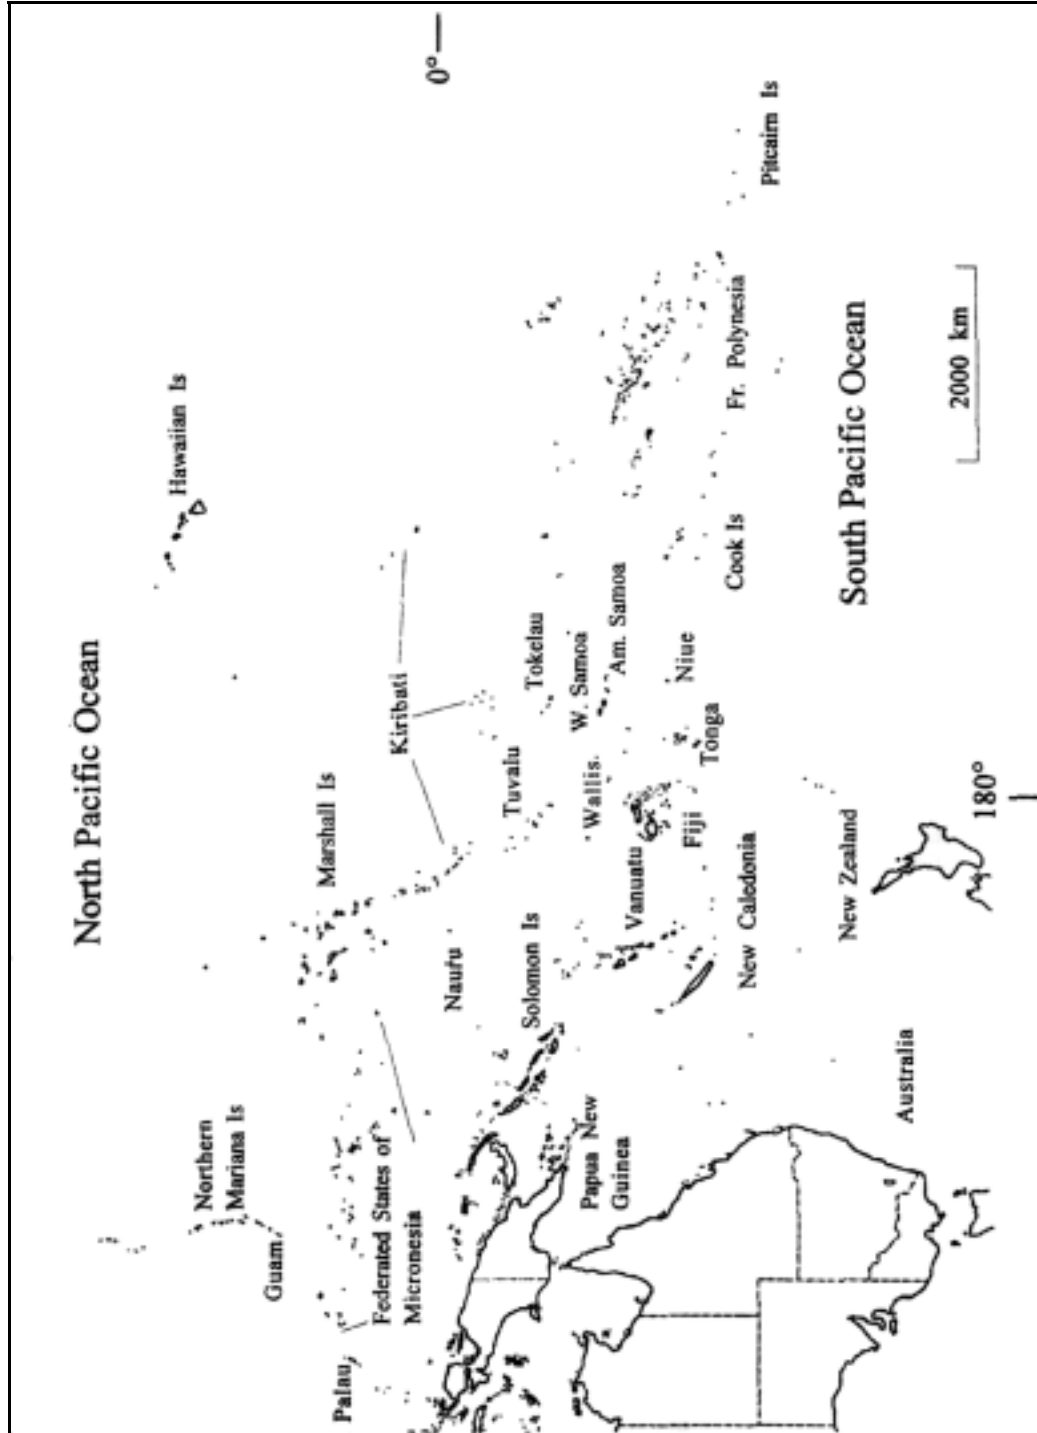 North Pacific Ocean
Hawaiian Is
Northern
Mariana Is
Guam
Marshall Is
Palau
Federated States of
Micronesia
Kiribati
0°
Nauru
Tuvalu
Tokelau
Solomon Is
W. Samoa
Wallis.
Am. Samoa
Papua New
Guinea
Vanuatu
Fiji
Niue
Tonga
Cook Is
Fr. Polynesia
Pitcairn Is
New Caledonia
South Pacific Ocean
New Zealand
Australia
2000 km
180°